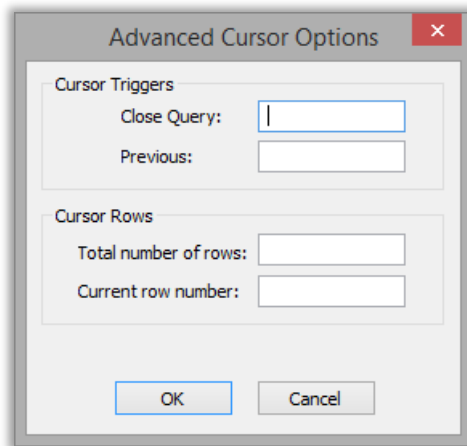 Advanced Cursor Options
Cursor Triggers
Close Query:
Previous:
Cursor Rows
Total number of rows:
Current row number:
OK Cancel